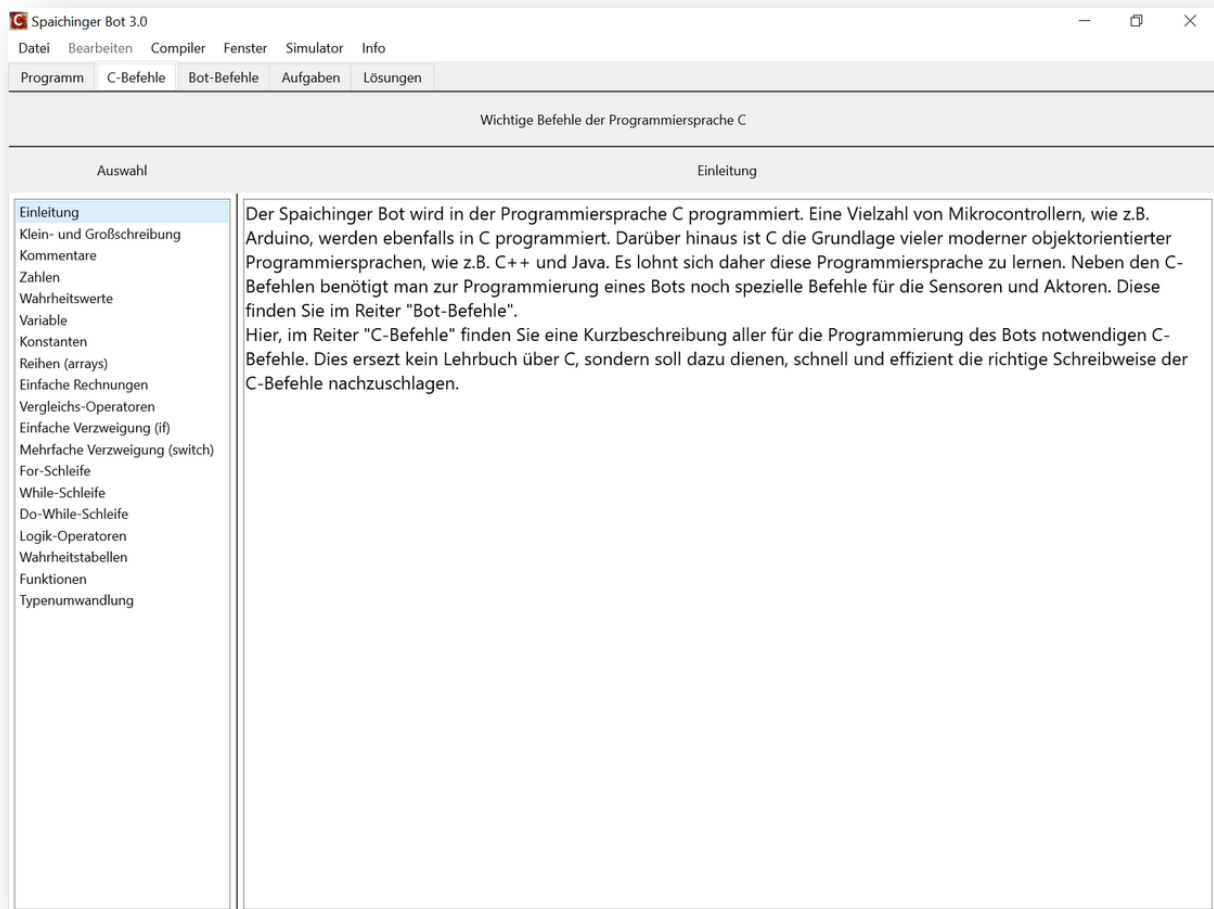 Spaichinger Bot 3.0
Datei Bearbeiten Compiler Fenster Simulator Info
Programm C-Befehle Bot-Befehle Aufgaben Lösungen
Wichtige Befehle der Programmiersprache C
Auswahl
Einleitung
Klein- und Großschreibung
Kommentare
Zahlen
Wahrheitswerte
Variable
Konstanten
Reihen (arrays)
Einfache Rechnungen
Vergleichs-Operatoren
Einfache Verzweigung (if)
Mehrfache Verzweigung (switch)
For-Schleife
While-Schleife
Do-While-Schleife
Logik-Operatoren
Wahrheitstabellen
Funktionen
Typenumwandlung
Einleitung
Der Spaichinger Bot wird in der Programmiersprache C programmiert. Eine Vielzahl von Mikrocontrollern, wie z.B.
Arduino, werden ebenfalls in C programmiert. Darüber hinaus ist C die Grundlage vieler moderner objektorientierter
Programmiersprachen, wie z.B. C++ und Java. Es lohnt sich daher diese Programmiersprache zu lernen. Neben den C-
Befehlen benötigt man zur Programmierung eines Bots noch spezielle Befehle für die Sensoren und Aktoren. Diese
finden Sie im Reiter "Bot-Befehle".
Hier, im Reiter "C-Befehle" finden Sie eine Kurzbeschreibung aller für die Programmierung des Bots notwendigen C-
Befehle. Dies ersezt kein Lehrbuch über C, sondern soll dazu dienen, schnell und effizient die richtige Schreibweise der
C-Befehle nachzuschlagen.